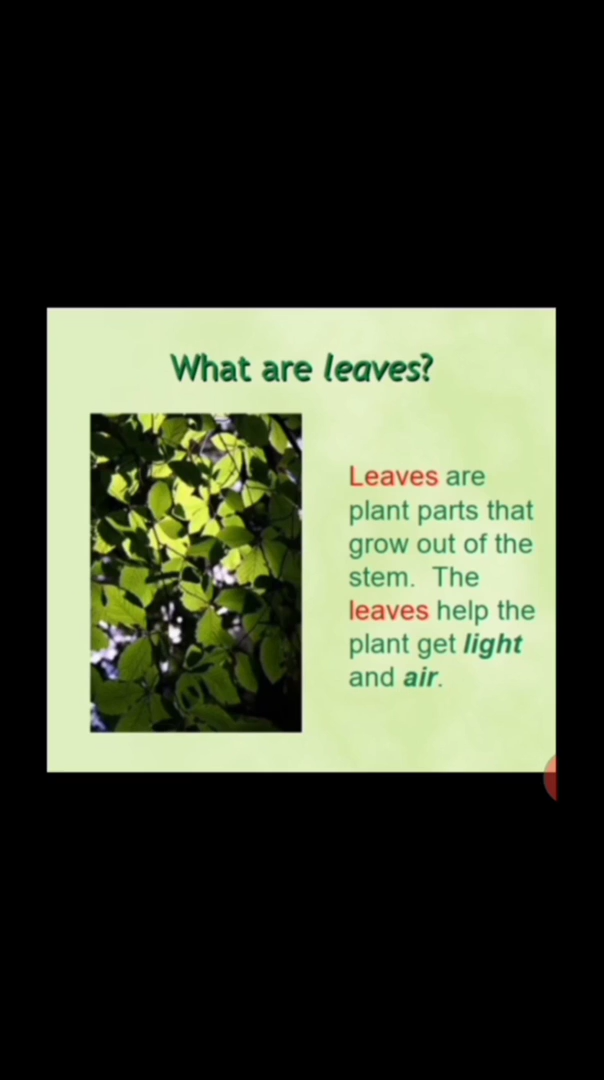 What are leaves?
Leaves are
plant parts that
grow out of the
stem. The
leaves help the
plant get light
and air.